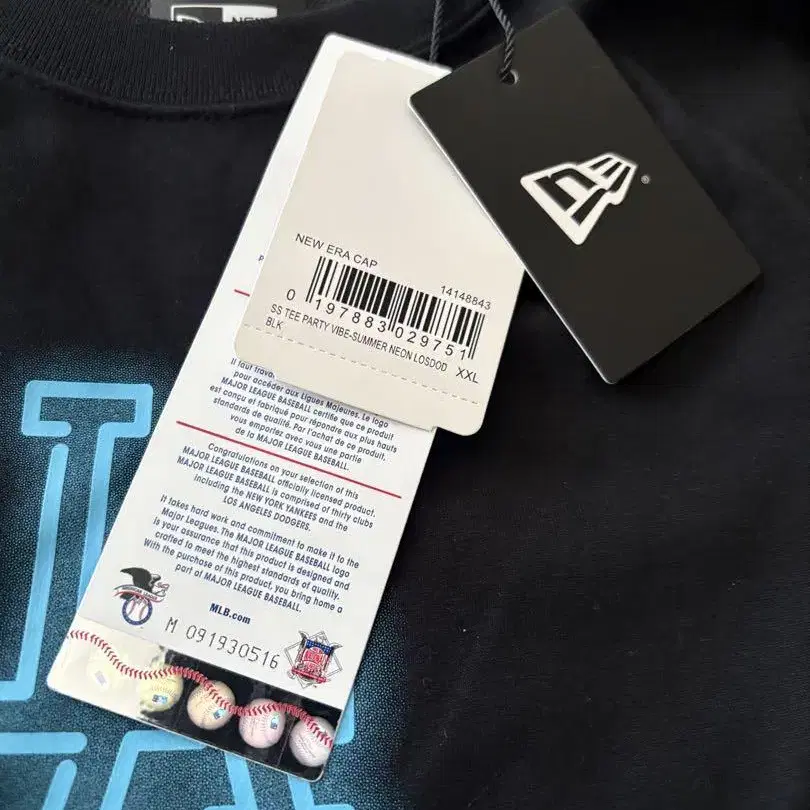 NEW
NEW ERA CAP
14148843
0 197883 029751
SS TEE PARTY VIBE-SUMMER NEON LOSDOD
BLK
XXL
®
Il faut trava
pour accéder aux Ligues Majeures. Le logo
MAJOR LEAGUE BASEBALL certifie que ce produit
est conçu et fabriqué pour répondre aux plus hauts
standards de qualité. Par l'achat de ce produit,
vous emportez avec vous une partie
de la MAJOR LEAGUE BASEBALL.
Congratulations on your selection of this
MAJOR LEAGUE BASEBALL officially licensed product.
MAJOR LEAGUE BASEBALL is comprised of thirty clubs
including the NEW YORK YANKEES and the
LOS ANGELES DODGERS.
It takes hard work and commitment to make it to the
Major Leagues. The MAJOR LEAGUE BASEBALL logo
is your assurance that this product is designed and
crafted to meet the highest standards of quality.
With the purchase of this product, you bring home a
part of MAJOR LEAGUE BASEBALL.
MLB.com
M 091930516
LA